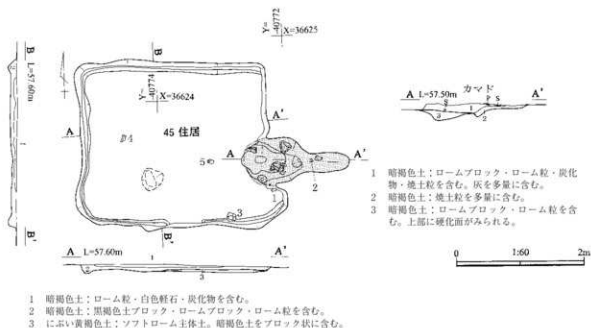 Y=-40772
X=36625
B
L=57.60m
B
Y=-40774
X=36624
A'
45 住居
A
A
A'
5
2
1
3
B'
B'
1
A L=57.60m A'
1
カマド
A L=57.50m P S A'
1
3
2
1 暗褐色土：ロームブロック・ローム粒・炭化
物・焼土粒を含む。灰を多量に含む。
2 暗褐色土：焼土粒を多量に含む。
3 暗褐色土：ロームブロック・ローム粒を含
む。上部に硬化面がみられる。
0 1:60 2m
1 暗褐色土：ローム粒・白色軽石・炭化物を含む。
2 暗褐色土：黒褐色土ブロック・ロームブロック・ローム粒を含む。
3 にぶい黄褐色土：ソフトローム主体土。暗褐色土をブロック状に含む。